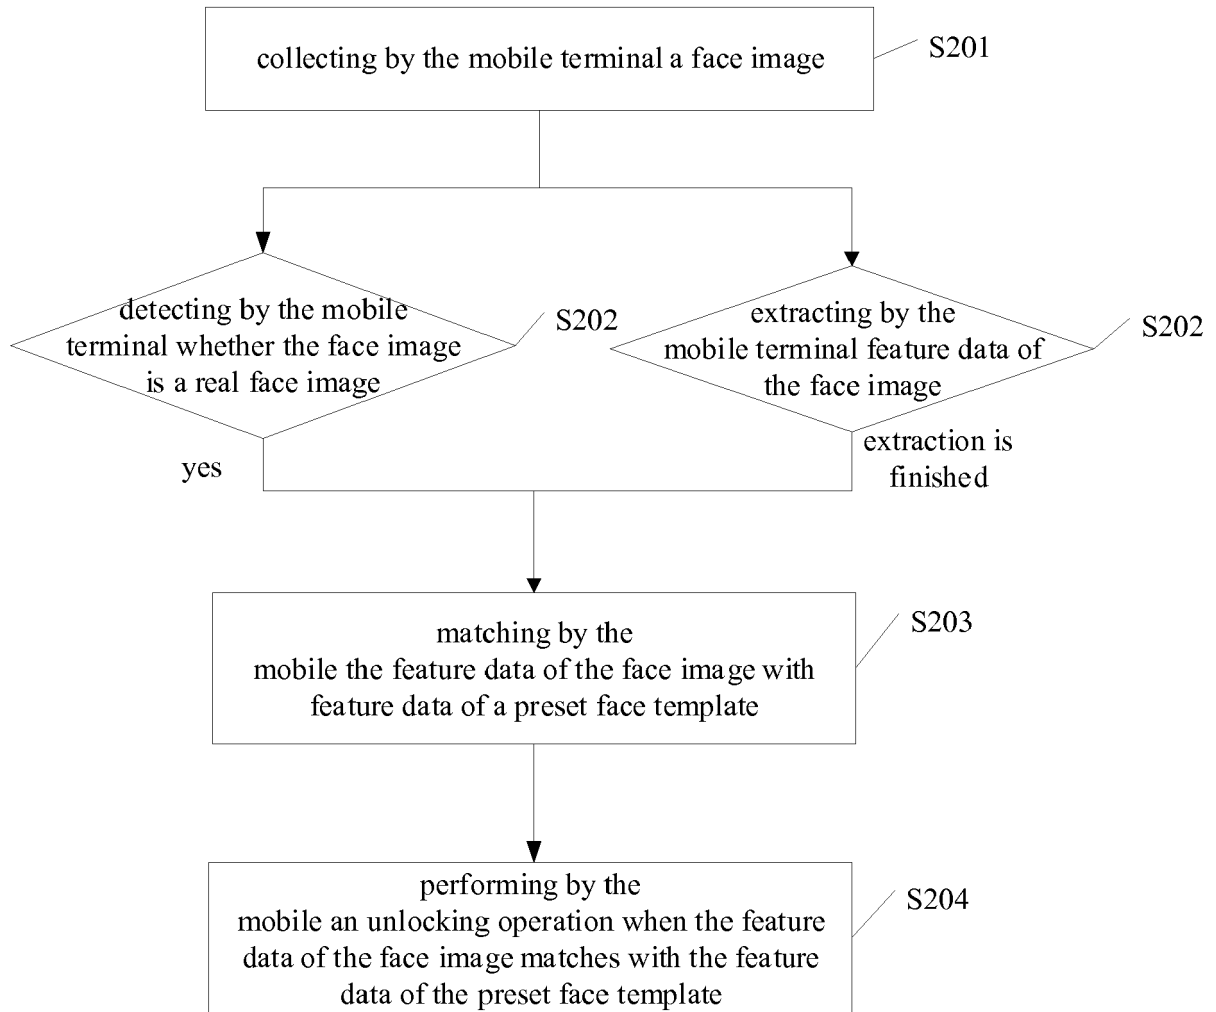 collecting by the mobile terminal a face image
S201
detecting by the mobile
terminal whether the face image
is a real face image
S202
extracting by the
mobile terminal feature data of
the face image
S202
yes
extraction is
finished
matching by the
mobile the feature data of the face image with
feature data of a preset face template
S203
performing by the
mobile an unlocking operation when the feature
data of the face image matches with the feature
data of the preset face template
S204